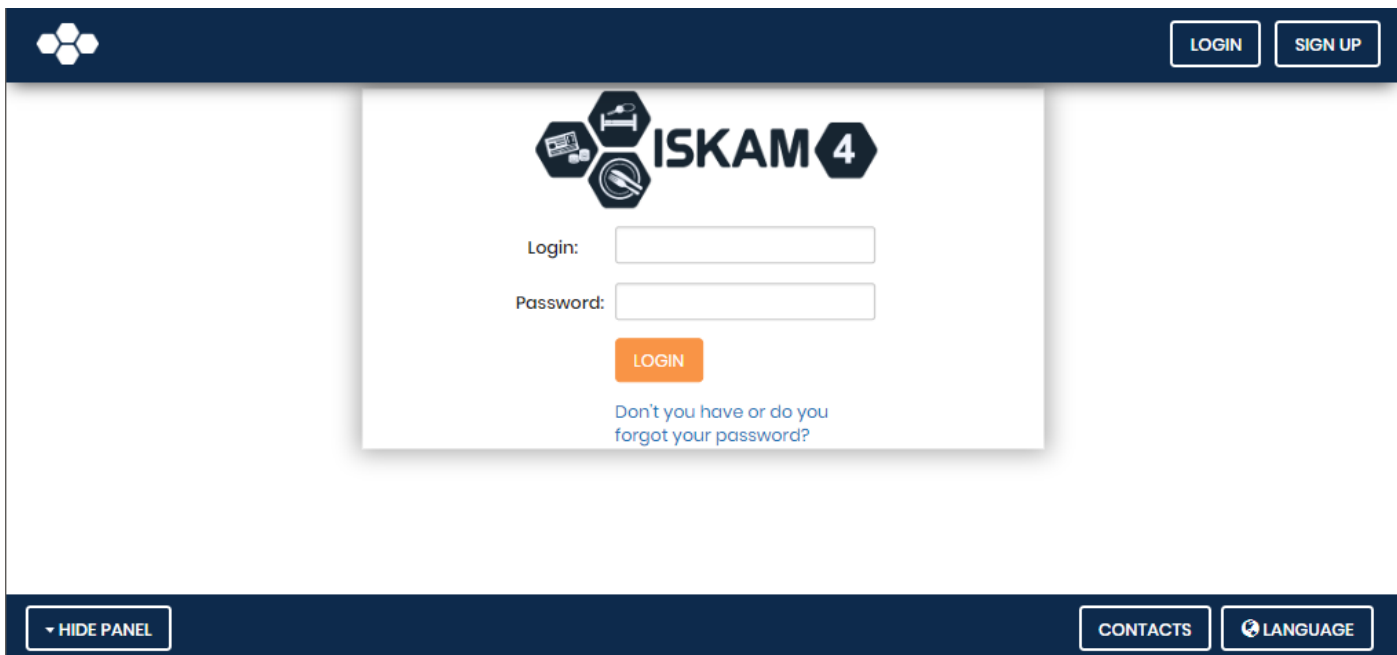 LOGIN SIGN UP
ISKAM 4
Login:
Password:
LOGIN
Don't you have or do you
forgot your password?
HIDE PANEL CONTACTS LANGUAGE